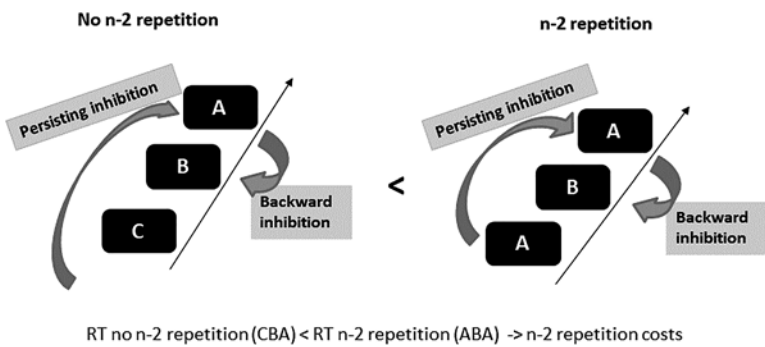 No n-2 repetition
Persisting inhibition
A
B
C
Backward
inhibition
<
n-2 repetition
Persisting inhibition
A
B
A
Backward
inhibition
RT no n-2 repetition (CBA) < RT n-2 repetition (ABA) -> n-2 repetition costs